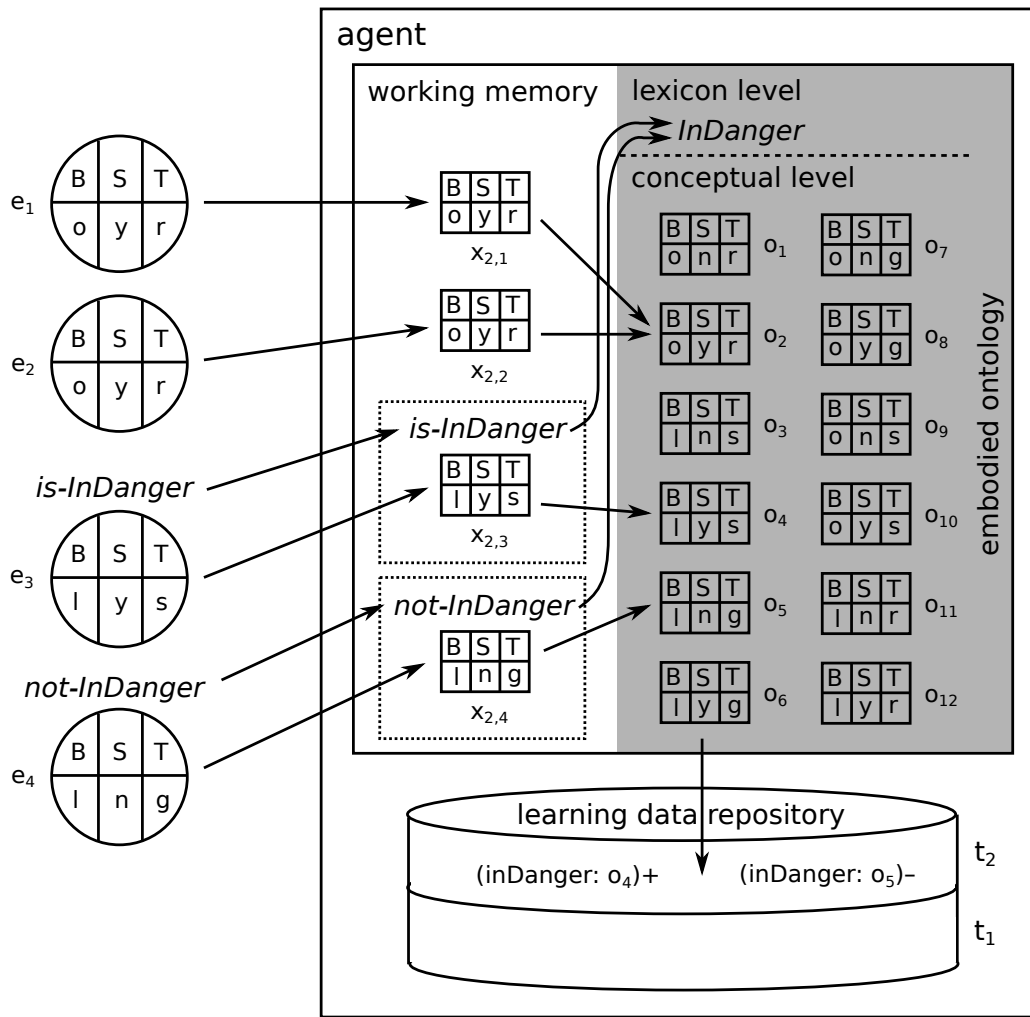 agent
working memory
lexicon level
InDanger
conceptual level
embodied ontology
e1
B S T
o y r
e2
B S T
o y r
is-InDanger
e3
B S T
l y s
not-InDanger
e4
B S T
l n g
B S T
o y r
x2,1
B S T
o y r
x2,2
is-InDanger
B S T
l y s
x2,3
not-InDanger
B S T
l n g
x2,4
B S T
o n r
o1
B S T
o n g
o7
B S T
o y r
o2
B S T
o y g
o8
B S T
l n s
o3
B S T
o n s
o9
B S T
l y s
o4
B S T
o y s
o10
B S T
l n g
o5
B S T
l n r
o11
B S T
l y g
o6
B S T
l y r
o12
learning data repository
(inDanger: o4)+ (inDanger: o5)–
t2
t1